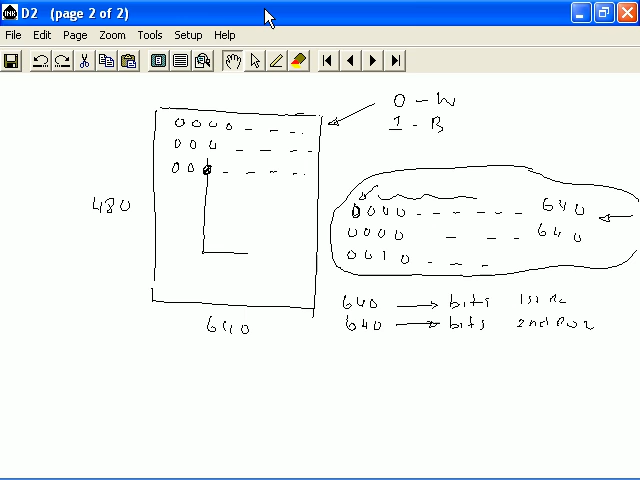 D2 (page 2 of 2)
File Edit Page Zoom Tools Setup Help
0 - W
1 - B
0 0 0 0 - - - -
0 0 0 - - - -
0 0 - - - - -
480
640
0 0 0 0 - - - - - - 640
0 0 0 0 - - - 640
0 0 1 0 - - -
640 → bits 1st
640 → bits 2nd